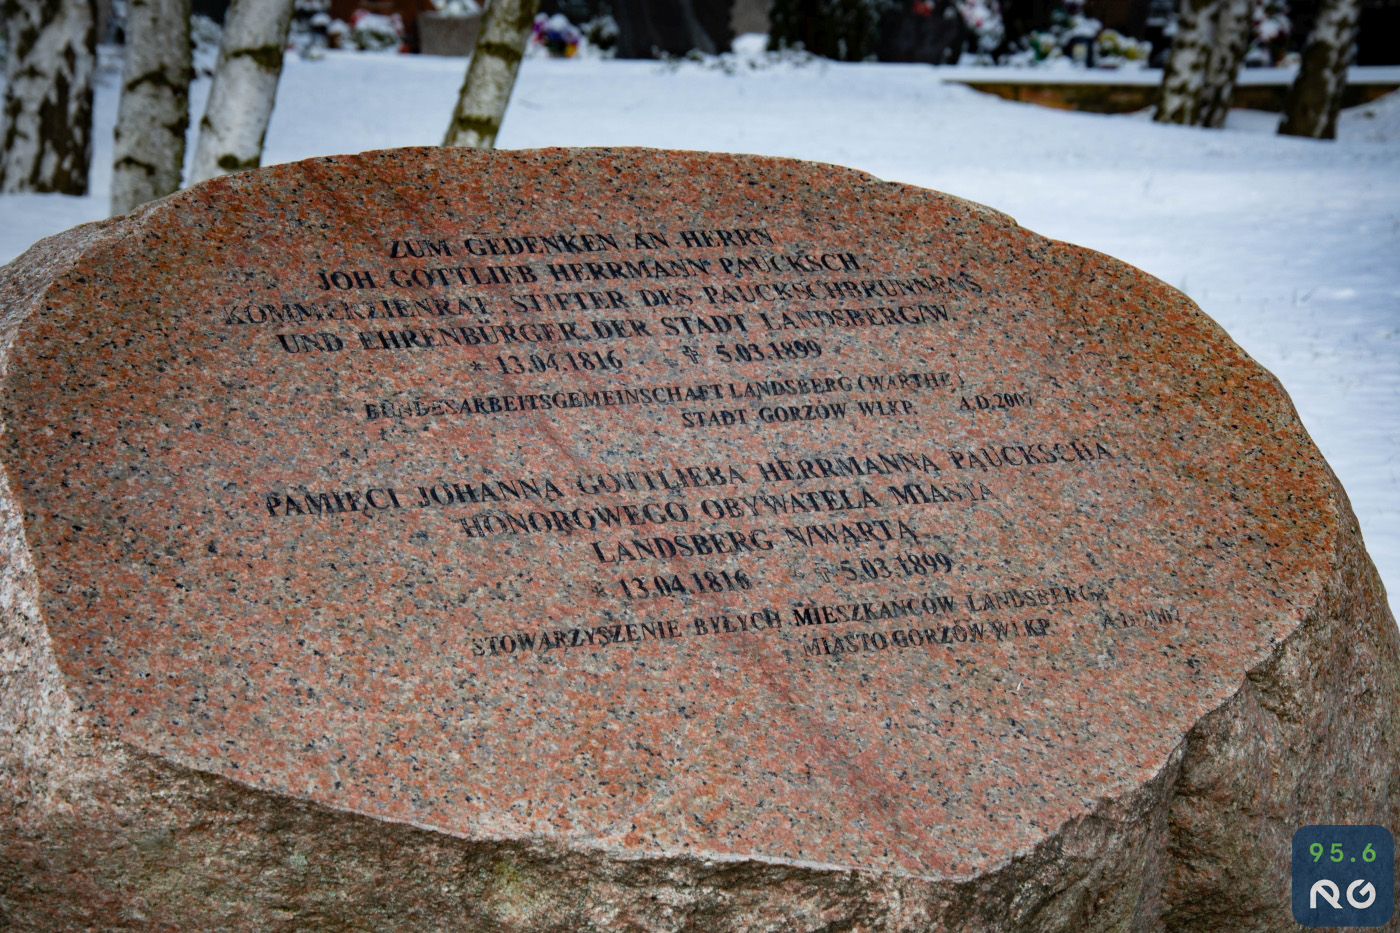 ZUM GEDENKEN AN HERRN
JOH GOTTLIEB HERRMANN PAUCKSCH,
KOMMERZIENRAT STIFTER DES PAUCKSCHBRUNNENS
UND EHRENBÜRGER DER STADT LANDSBERG/W
* 13.04.1816 ✝ 5.03.1899
BUNDESARBEITSGEMEINSCHAFT LANDSBERG (WARTHE)
STADT GORZÓW WLKP. A.D.2007
PAMIĘCI JOHANNA GOTTLIEBA HERRMANNA PAUCKSCHA
HONOROWEGO OBYWATELA MIASTA
LANDSBERG N/WARTĄ
* 13.04.1816 ✝ 5.03.1899
STOWARZYSZENIE BYŁYCH MIESZKAŃCÓW LANDSBERGA
MIASTO GORZÓW WLKP. A.D.2007
95.6
RG